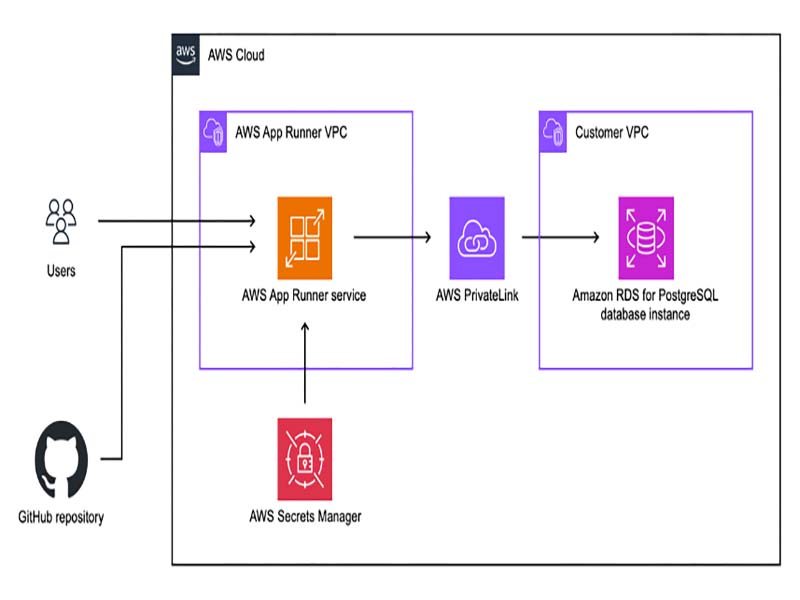 aws
AWS Cloud
AWS App Runner VPC
Customer VPC
Users
AWS App Runner service
AWS PrivateLink
Amazon RDS for PostgreSQL
database instance
GitHub repository
AWS Secrets Manager